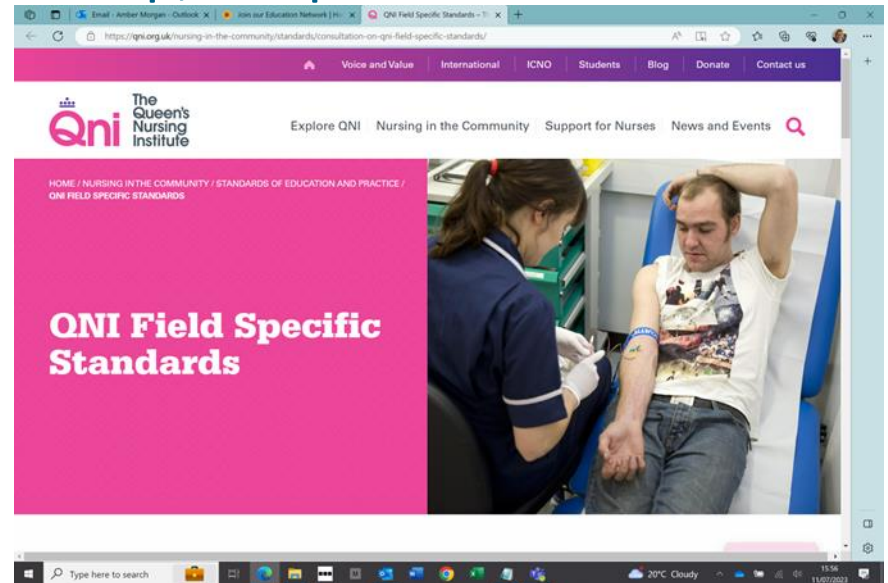 Email - Amber Morgan - Outlook
Join our Education Network | H
QNI Field Specific Standards – T
https://qni.org.uk/nursing-in-the-community/standards/consultation-on-qni-field-specific-standards/
Voice and Value International ICNO Students Blog Donate Contact us
Qni The
Queen's
Nursing
Institute
Explore QNI Nursing in the Community Support for Nurses News and Events
HOME / NURSING IN THE COMMUNITY / STANDARDS OF EDUCATION AND PRACTICE /
QNI FIELD SPECIFIC STANDARDS
QNI Field Specific
Standards
Type here to search
20°C Cloudy
15:56
11/07/2023